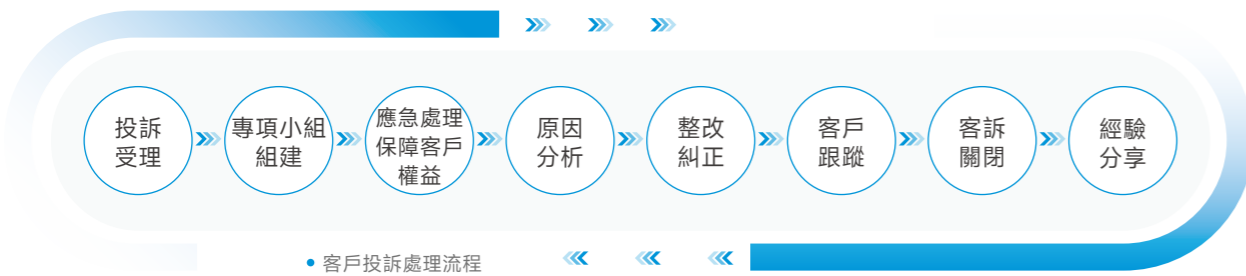 投訴
受理
專項小組
組建
應急處理
保障客戶
權益
原因
分析
整改
糾正
客戶
跟蹤
客訴
關閉
經驗
分享
• 客戶投訴處理流程